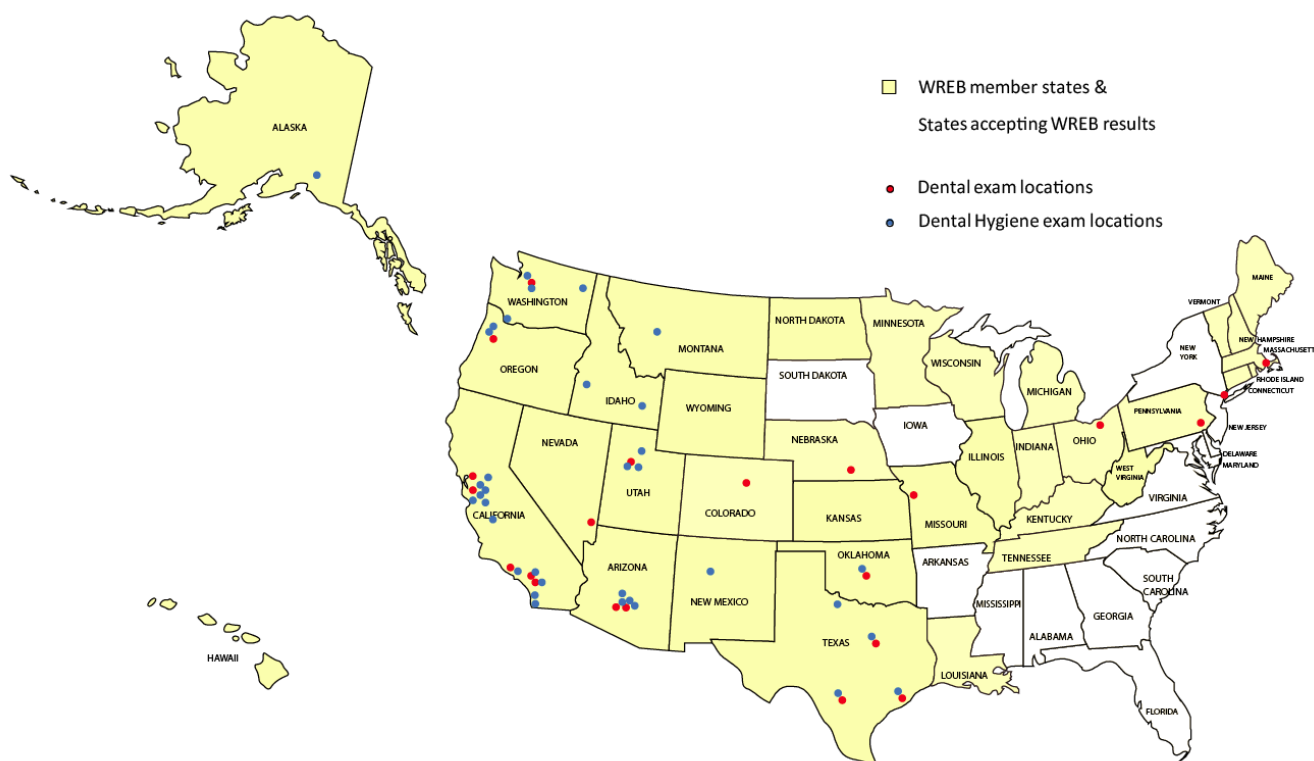 WREB member states &
States accepting WREB results
Dental exam locations
Dental Hygiene exam locations
ALASKA
HAWAII
WASHINGTON
OREGON
CALIFORNIA
NEVADA
IDAHO
MONTANA
WYOMING
UTAH
COLORADO
ARIZONA
NEW MEXICO
NORTH DAKOTA
SOUTH DAKOTA
NEBRASKA
KANSAS
OKLAHOMA
TEXAS
MINNESOTA
IOWA
MISSOURI
ARKANSAS
LOUISIANA
WISCONSIN
ILLINOIS
MICHIGAN
INDIANA
OHIO
KENTUCKY
TENNESSEE
MISSISSIPPI
ALABAMA
GEORGIA
FLORIDA
SOUTH
CAROLINA
NORTH CAROLINA
VIRGINIA
WEST
VIRGINIA
PENNSYLVANIA
NEW
YORK
VERMONT
MAINE
NEW HAMPSHIRE
MASSACHUSETT
RHODE ISLAND
CONNECTICUT
NEW JERSEY
DELAWARE
MARYLAND